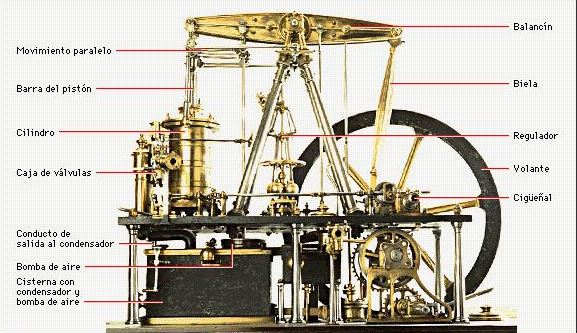 Movimiento paralelo
Barra del pistón
Cilindro
Caja de válvulas
Conducto de
salida al condensador
Bomba de aire
Cisterna con
condensador y
bomba de aire
Balancín
Biela
Regulador
Volante
Cigüeñal